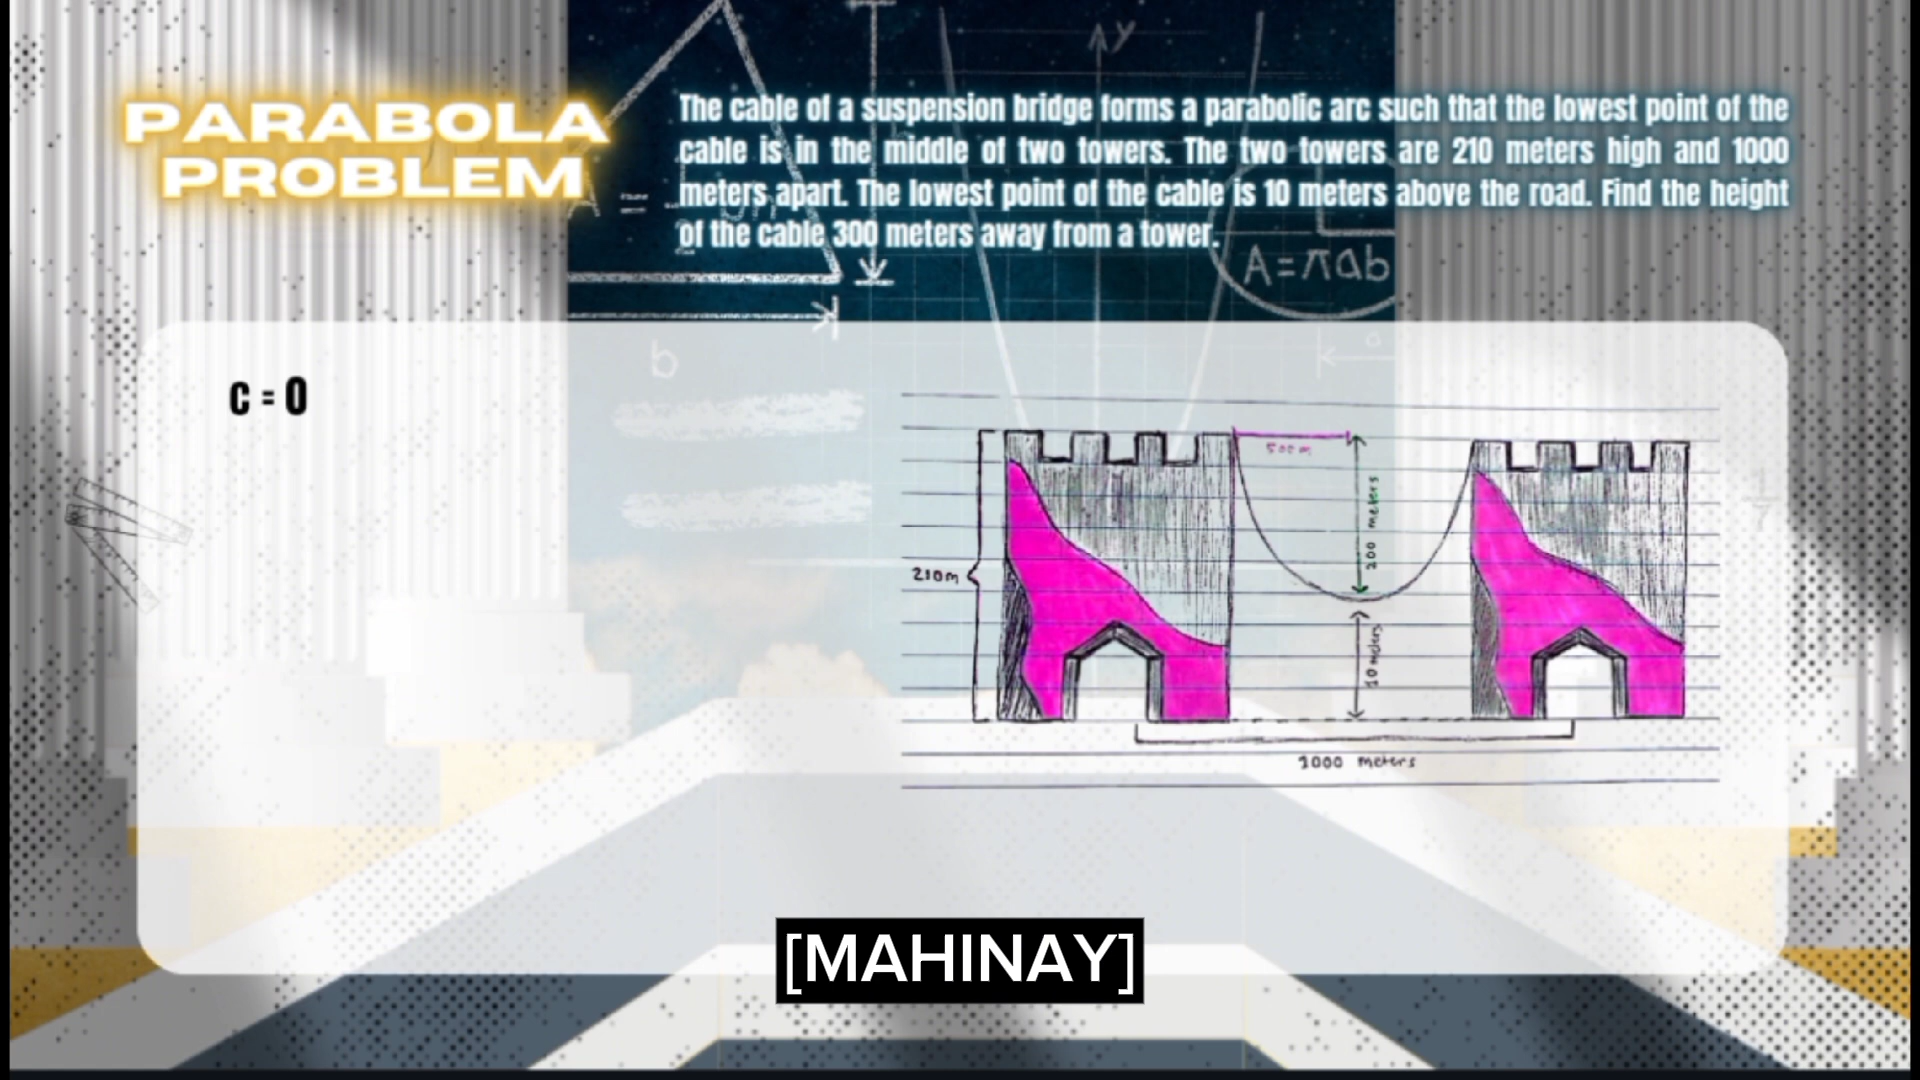 PARABOLA
PROBLEM
The cable of a suspension bridge forms a parabolic arc such that the lowest point of the
cable is in the middle of two towers. The two towers are 210 meters high and 1000
meters apart. The lowest point of the cable is 10 meters above the road. Find the height
of the cable 300 meters away from a tower.
y
A=πab
b
c = 0
500m
200 meters
210m
10 meters
1000 meters
[MAHINAY]